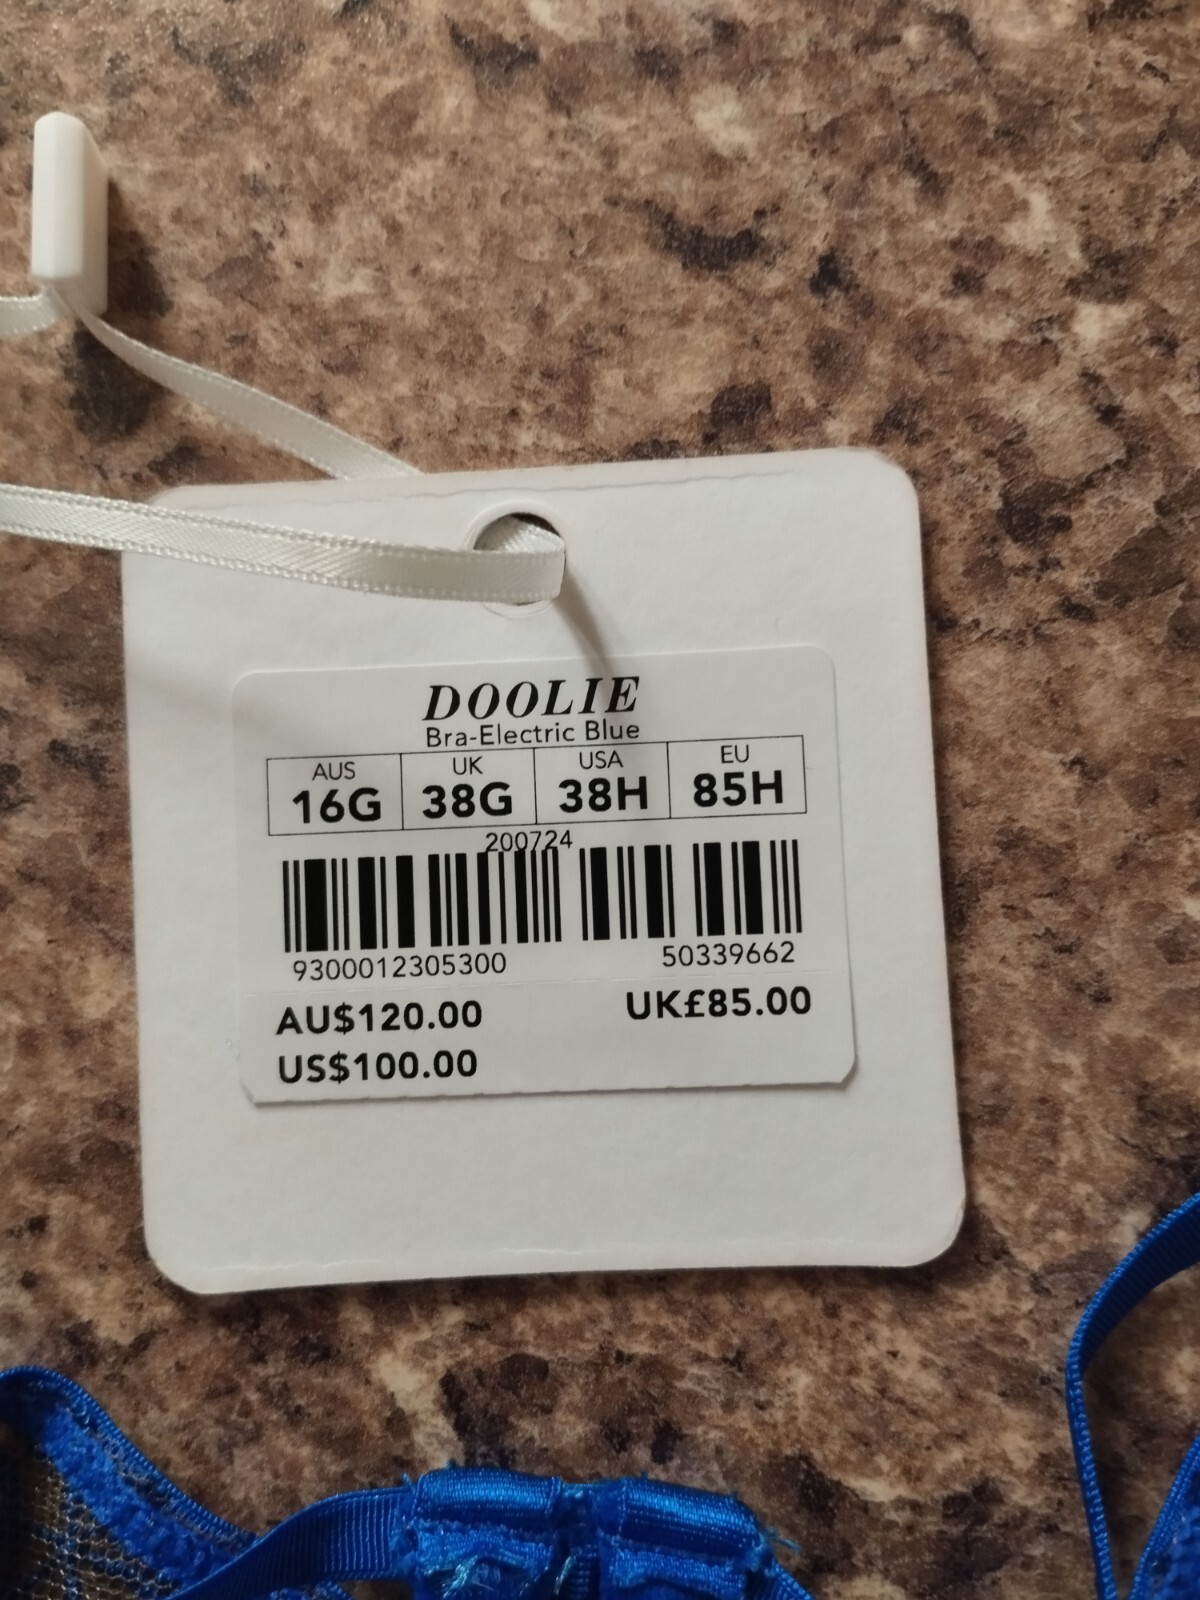 DOOLIE
Bra-Electric Blue
AUS UK USA EU
16G 38G 38H 85H
200724
9300012305300 50339662
AU$120.00 UK£85.00
US$100.00